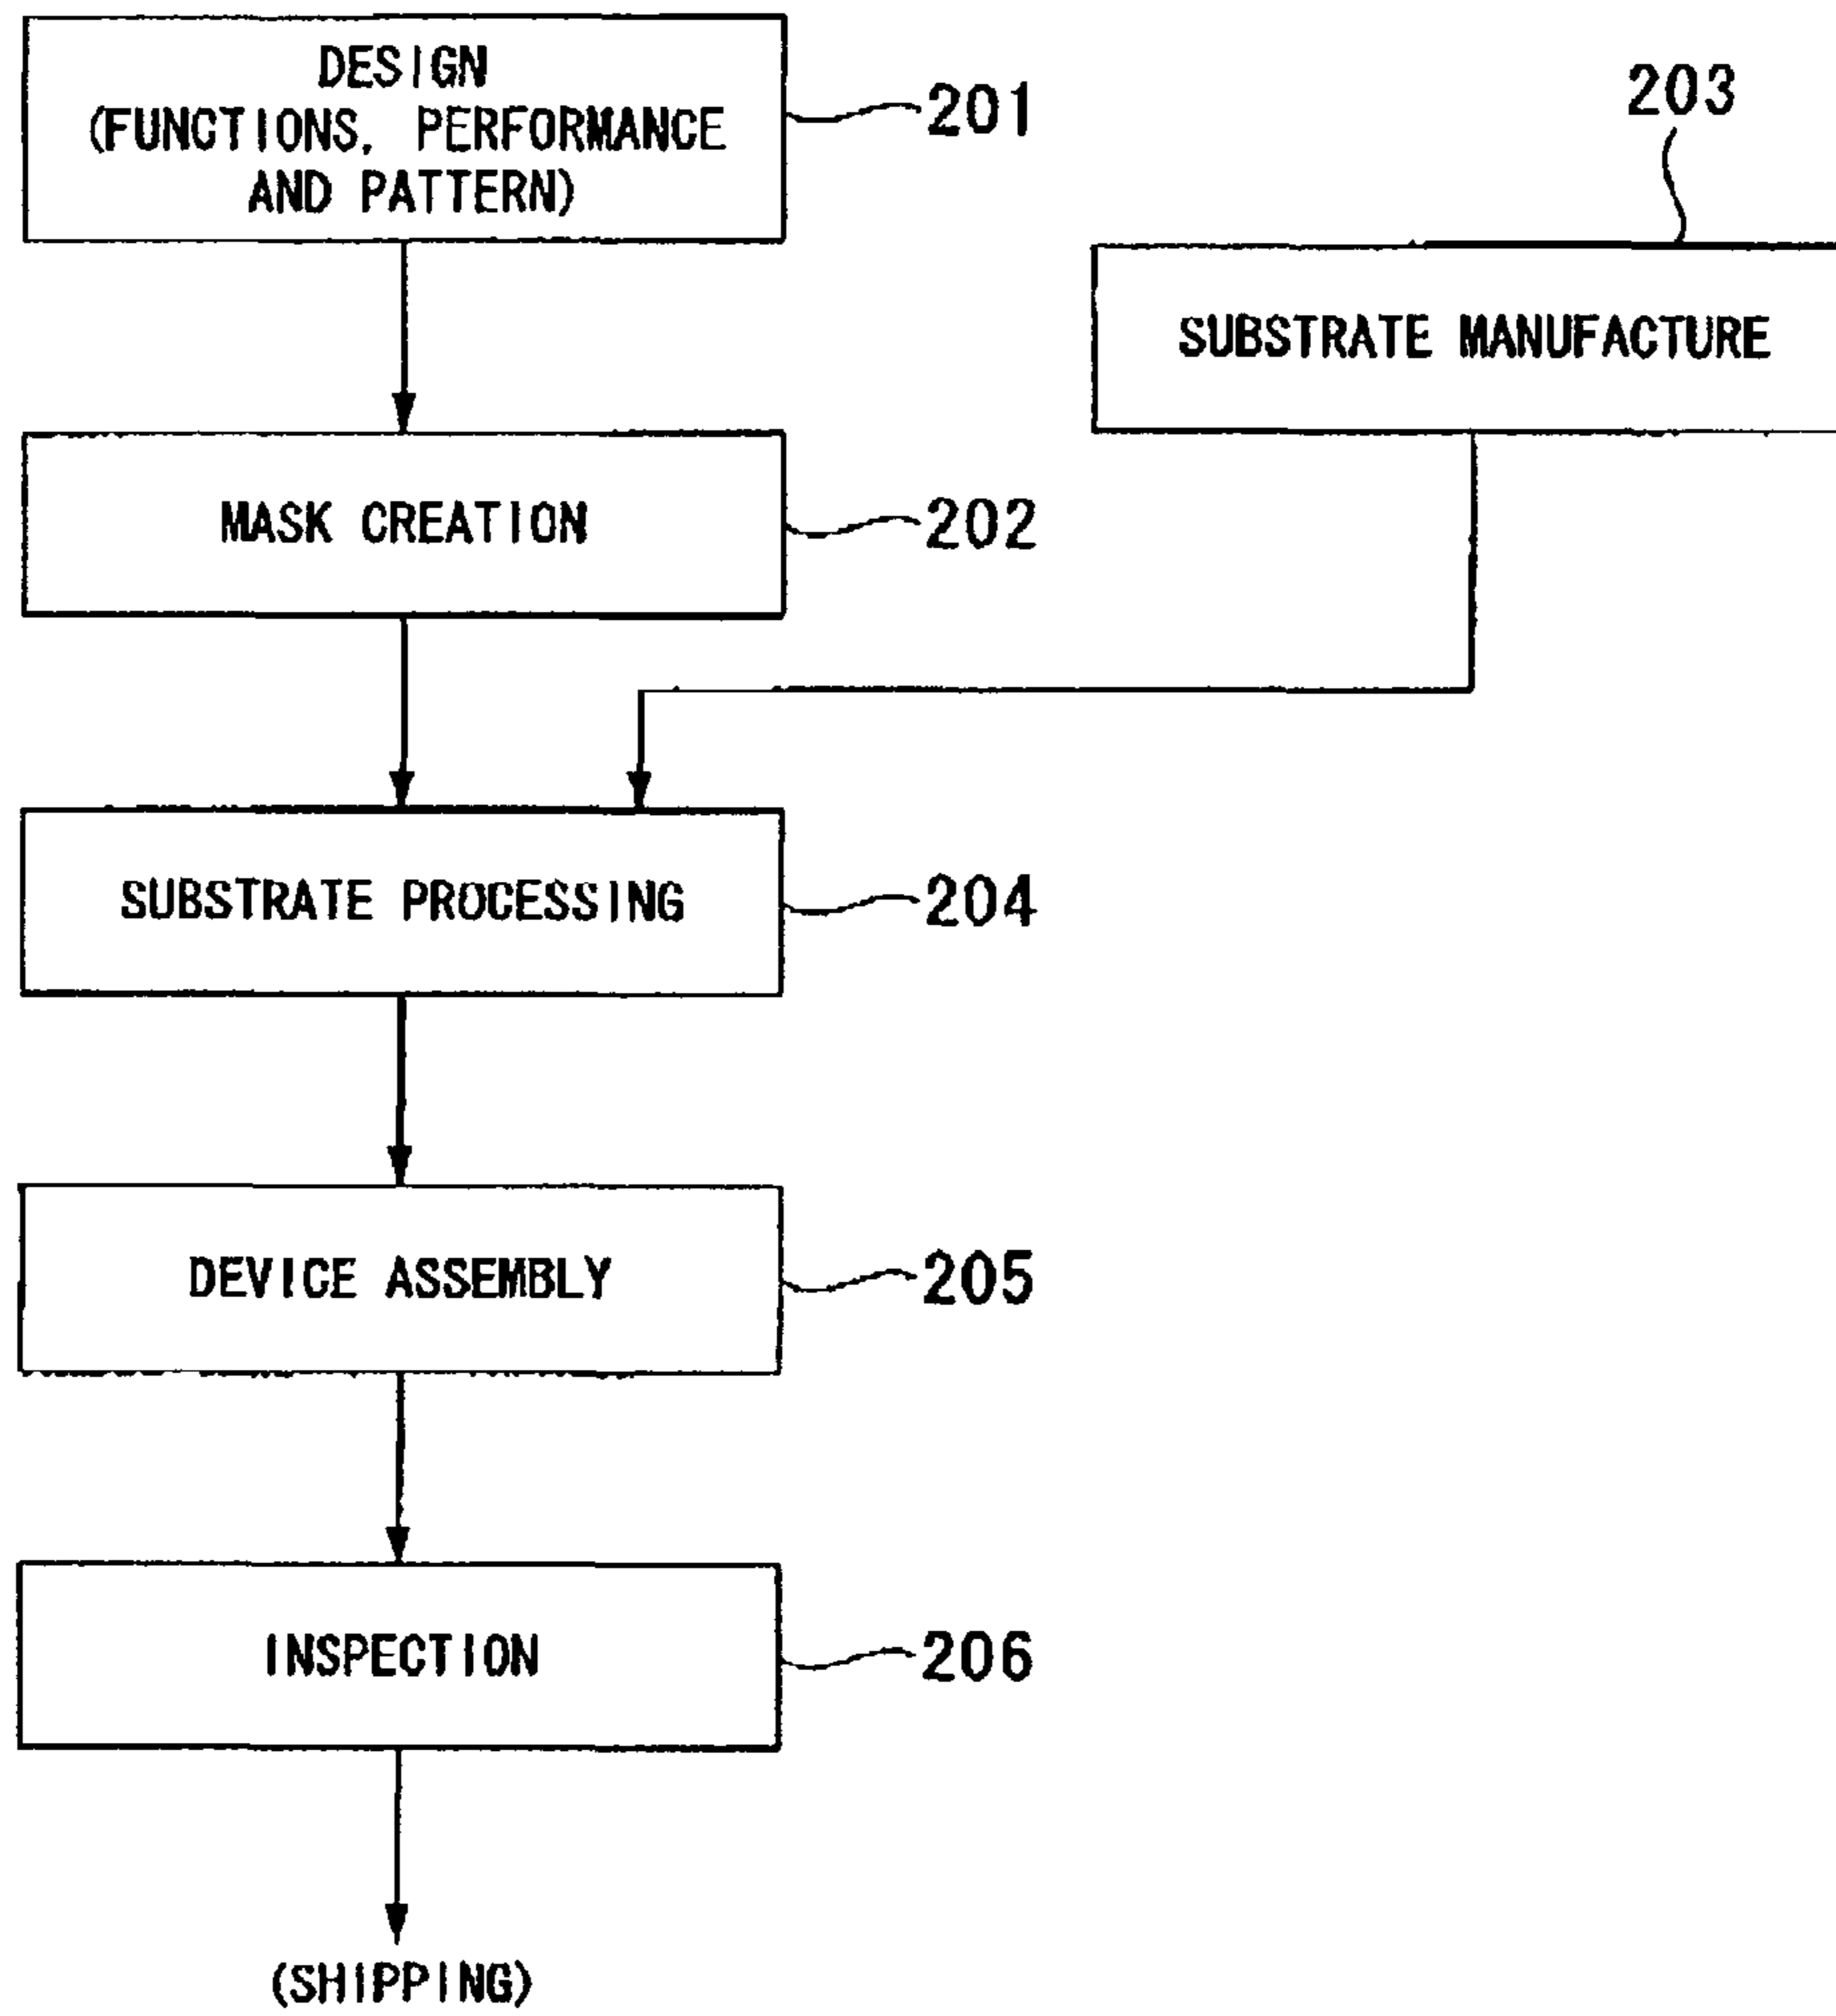 DESIGN
(FUNCTIONS, PERFORMANCE
AND PATTERN)
201
203
SUBSTRATE MANUFACTURE
MASK CREATION
202
SUBSTRATE PROCESSING
204
DEVICE ASSEMBLY
205
INSPECTION
206
(SHIPPING)